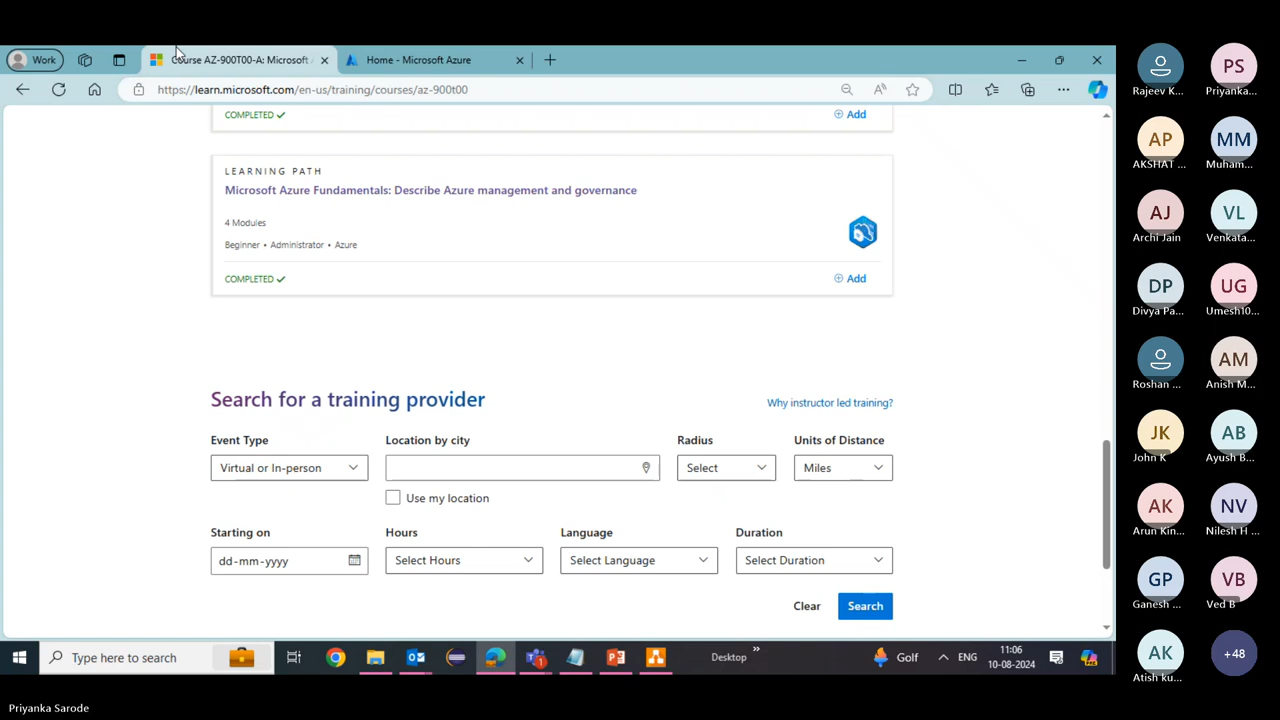 Work
Course AZ-900T00-A: Microsoft A
Home - Microsoft Azure
https://learn.microsoft.com/en-us/training/courses/az-900t00
COMPLETED
Add
LEARNING PATH
Microsoft Azure Fundamentals: Describe Azure management and governance
4 Modules
Beginner • Administrator • Azure
COMPLETED
Add
Search for a training provider
Why instructor led training?
Event Type
Location by city
Radius
Units of Distance
Virtual or In-person
Select
Miles
Use my location
Starting on
Hours
Language
Duration
dd-mm-yyyy
Select Hours
Select Language
Select Duration
Clear
Search
Type here to search
Desktop
Golf
ENG
11:06
10-08-2024
Priyanka Sarode
Rajeev K...
PS
Priyanka...
AP
AKSHAT ...
MM
Muham...
AJ
Archi Jain
VL
Venkata...
DP
Divya Pa...
UG
Umesh10...
Roshan ...
AM
Anish M...
JK
John K
AB
Ayush B...
AK
Arun Kin...
NV
Nilesh H ...
GP
Ganesh ...
VB
Ved B
AK
Atish ku...
+48